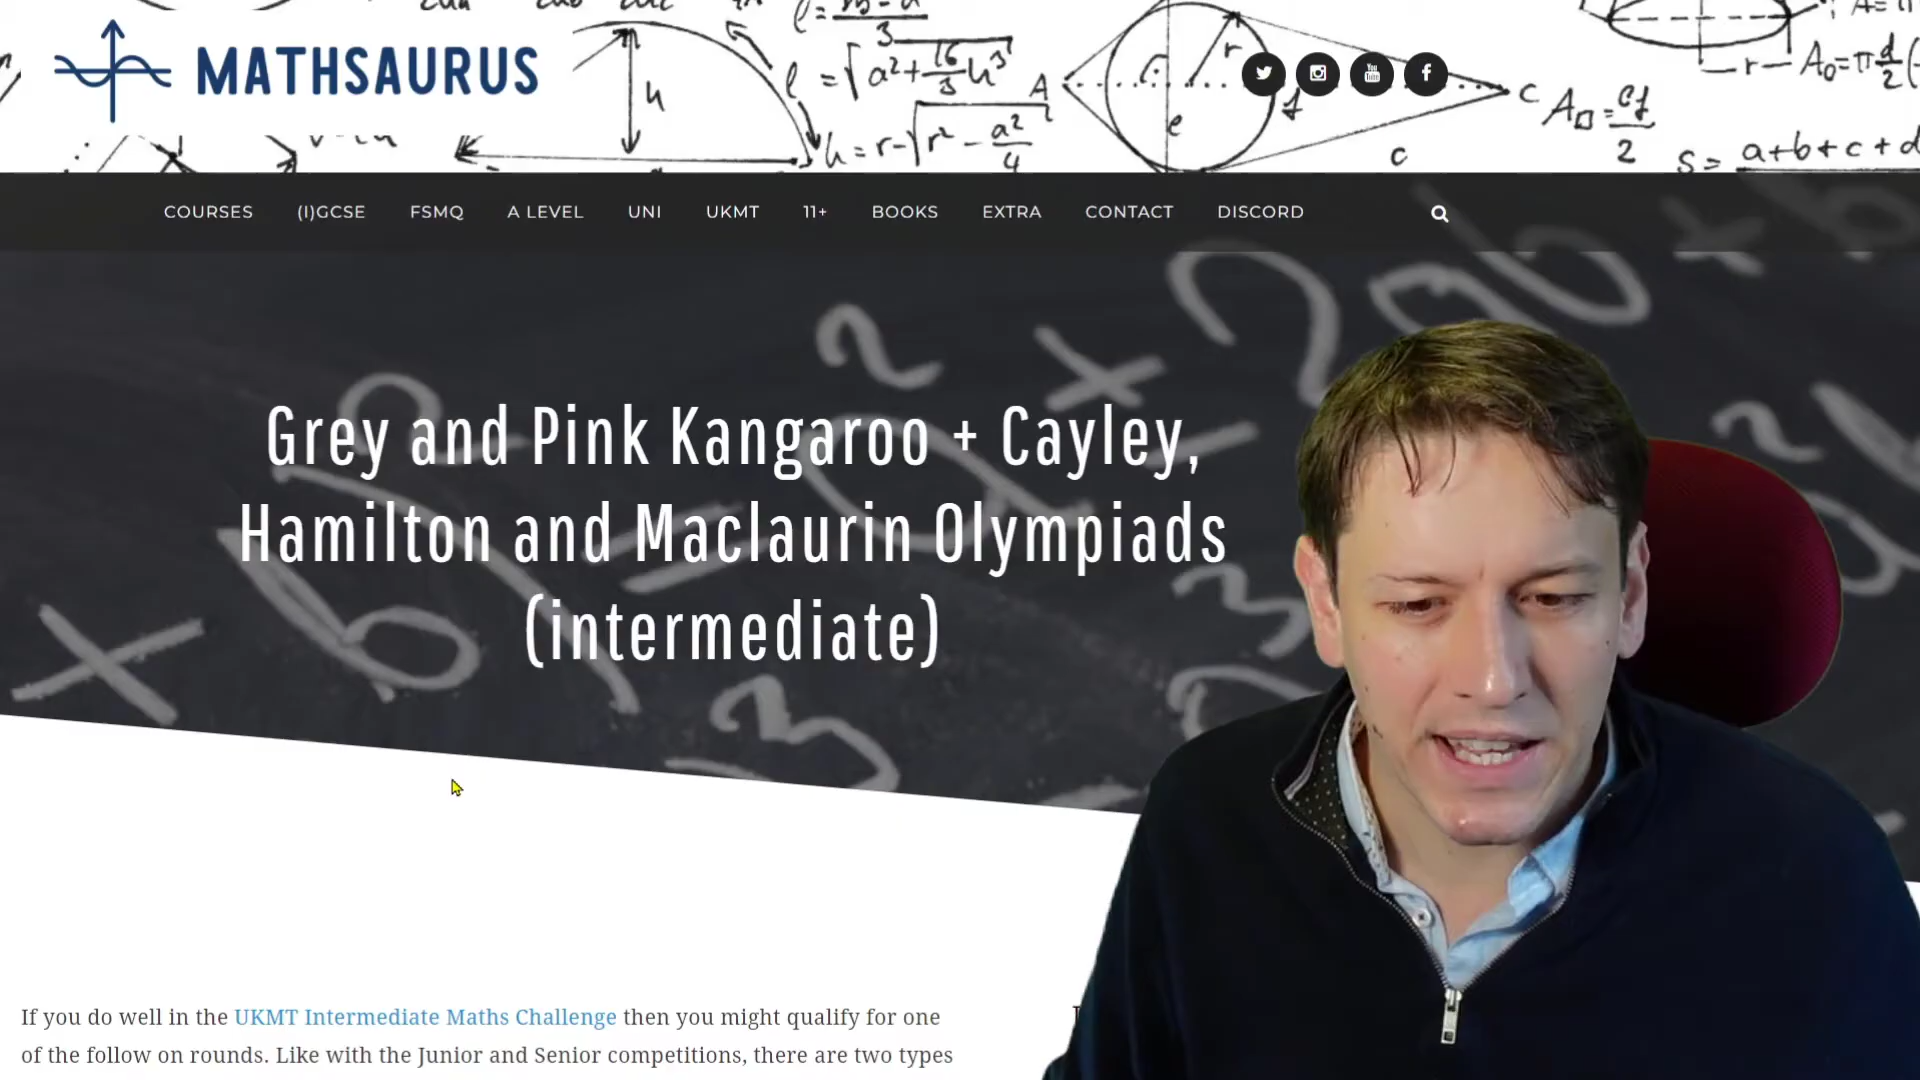 MATHSAURUS
COURSES (I)GCSE FSMQ A LEVEL UNI UKMT 11+ BOOKS EXTRA CONTACT DISCORD
Grey and Pink Kangaroo + Cayley,
Hamilton and Maclaurin Olympiads
(intermediate)
If you do well in the UKMT Intermediate Maths Challenge then you might qualify for one
of the follow on rounds. Like with the Junior and Senior competitions, there are two types